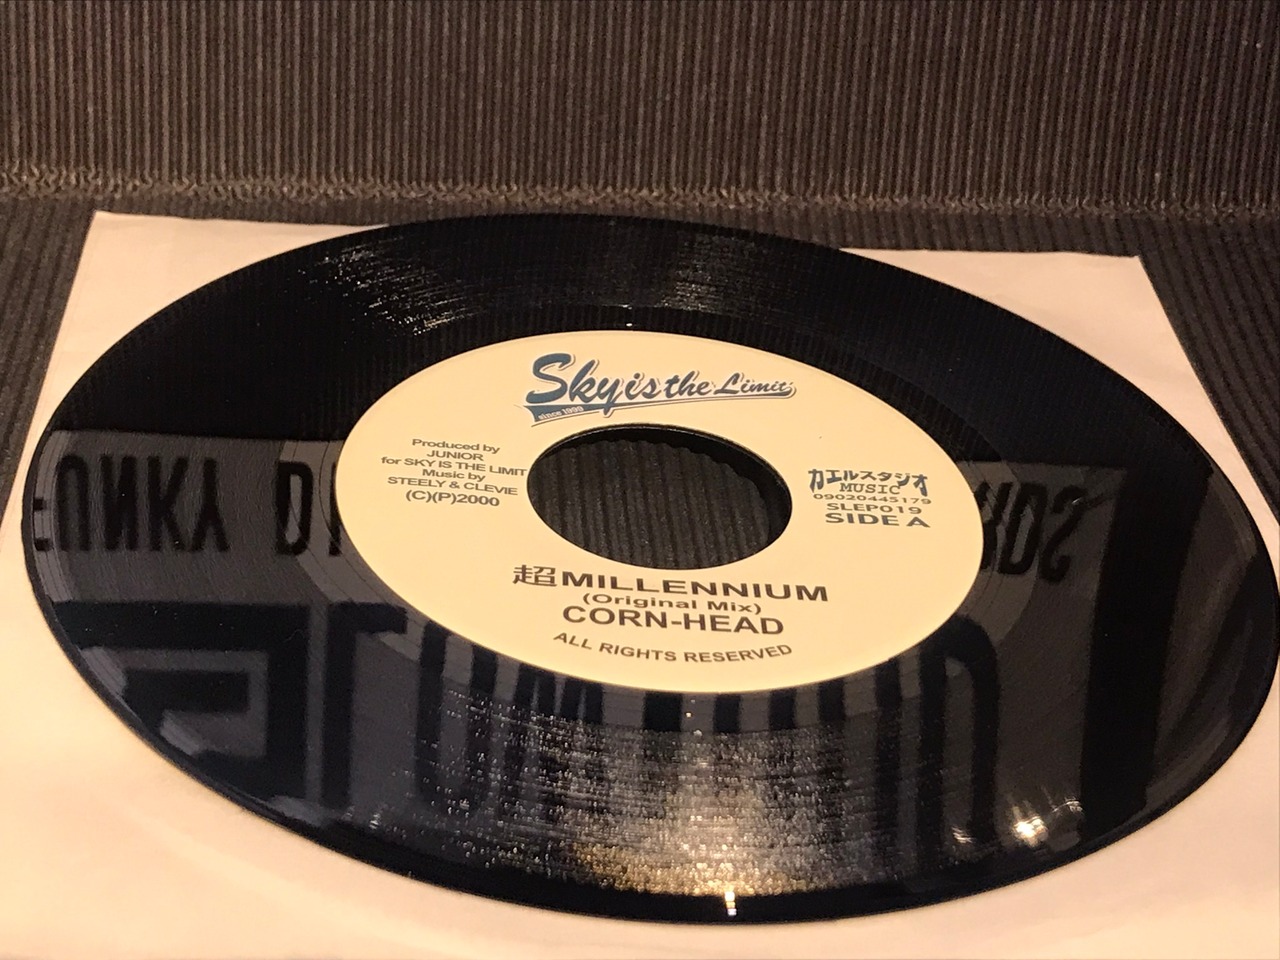 Sky is the Limit
since 1999
Produced by
JUNIOR
for SKY IS THE LIMIT
Music by
STEELY & CLEVIE
(C)(P)2000
カエルスタジオ
MUSIC
09020445179
SLEP019
SIDE A
超MILLENNIUM
(Original Mix)
CORN-HEAD
ALL RIGHTS RESERVED